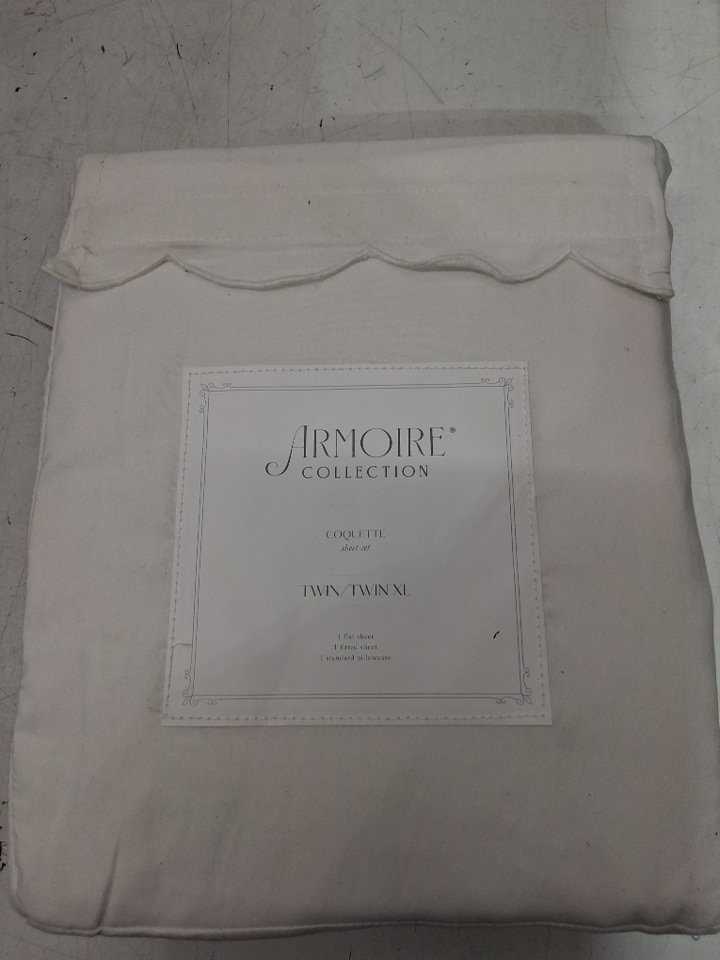 ARMOIRE®
COLLECTION
COQUETTE
sheet set
TWIN/TWIN XL
1 flat sheet
1 fitted sheet
1 standard pillowcase